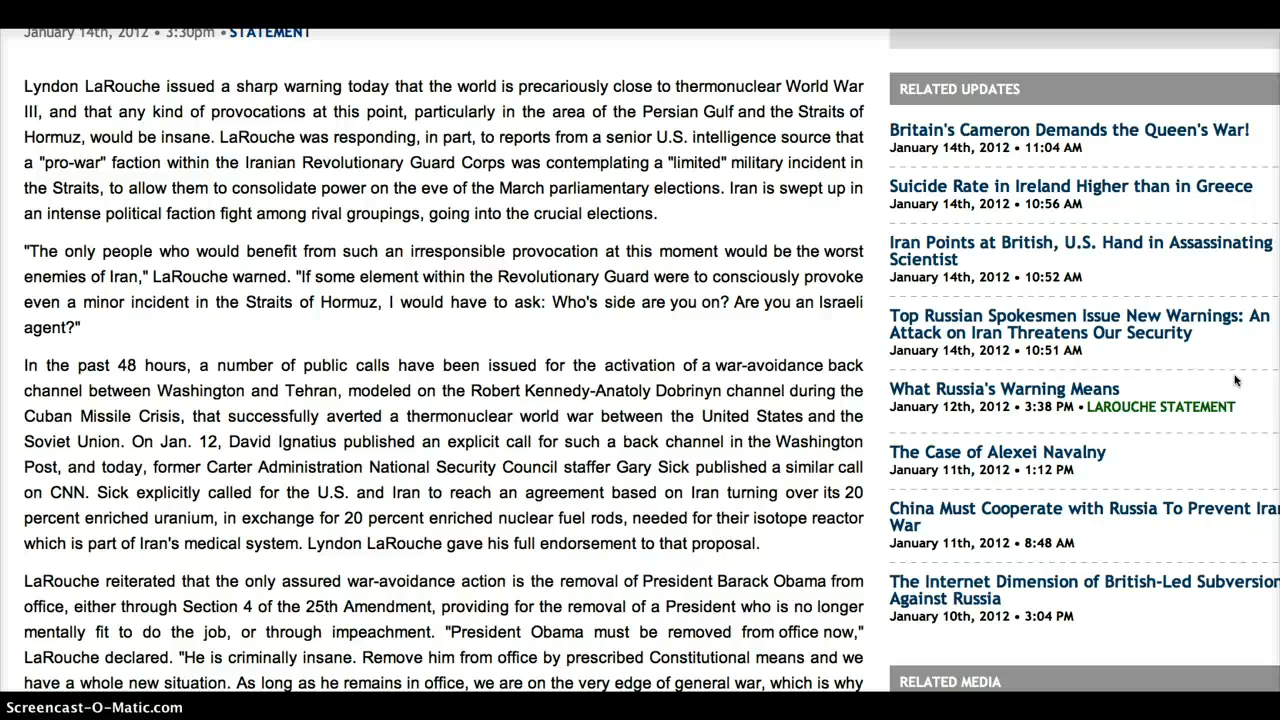 January 14th, 2012 • 3:30pm • STATEMENT
Lyndon LaRouche issued a sharp warning today that the world is precariously close to thermonuclear World War
III, and that any kind of provocations at this point, particularly in the area of the Persian Gulf and the Straits of
Hormuz, would be insane. LaRouche was responding, in part, to reports from a senior U.S. intelligence source that
a "pro-war" faction within the Iranian Revolutionary Guard Corps was contemplating a "limited" military incident in
the Straits, to allow them to consolidate power on the eve of the March parliamentary elections. Iran is swept up in
an intense political faction fight among rival groupings, going into the crucial elections.
"The only people who would benefit from such an irresponsible provocation at this moment would be the worst
enemies of Iran," LaRouche warned. "If some element within the Revolutionary Guard were to consciously provoke
even a minor incident in the Straits of Hormuz, I would have to ask: Who's side are you on? Are you an Israeli
agent?"
In the past 48 hours, a number of public calls have been issued for the activation of a war-avoidance back
channel between Washington and Tehran, modeled on the Robert Kennedy-Anatoly Dobrinyn channel during the
Cuban Missile Crisis, that successfully averted a thermonuclear world war between the United States and the
Soviet Union. On Jan. 12, David Ignatius published an explicit call for such a back channel in the Washington
Post, and today, former Carter Administration National Security Council staffer Gary Sick published a similar call
on CNN. Sick explicitly called for the U.S. and Iran to reach an agreement based on Iran turning over its 20
percent enriched uranium, in exchange for 20 percent enriched nuclear fuel rods, needed for their isotope reactor
which is part of Iran's medical system. Lyndon LaRouche gave his full endorsement to that proposal.
LaRouche reiterated that the only assured war-avoidance action is the removal of President Barack Obama from
office, either through Section 4 of the 25th Amendment, providing for the removal of a President who is no longer
mentally fit to do the job, or through impeachment. "President Obama must be removed from office now,"
LaRouche declared. "He is criminally insane. Remove him from office by prescribed Constitutional means and we
have a whole new situation. As long as he remains in office, we are on the very edge of general war, which is why
RELATED UPDATES
Britain's Cameron Demands the Queen's War!
January 14th, 2012 • 11:04 AM
Suicide Rate in Ireland Higher than in Greece
January 14th, 2012 • 10:56 AM
Iran Points at British, U.S. Hand in Assassinating
Scientist
January 14th, 2012 • 10:52 AM
Top Russian Spokesmen Issue New Warnings: An
Attack on Iran Threatens Our Security
January 14th, 2012 • 10:51 AM
What Russia's Warning Means
January 12th, 2012 • 3:38 PM • LAROUCHE STATEMENT
The Case of Alexei Navalny
January 11th, 2012 • 1:12 PM
China Must Cooperate with Russia To Prevent Iran
War
January 11th, 2012 • 8:48 AM
The Internet Dimension of British-Led Subversion
Against Russia
January 10th, 2012 • 3:04 PM
RELATED MEDIA
Screencast-O-Matic.com